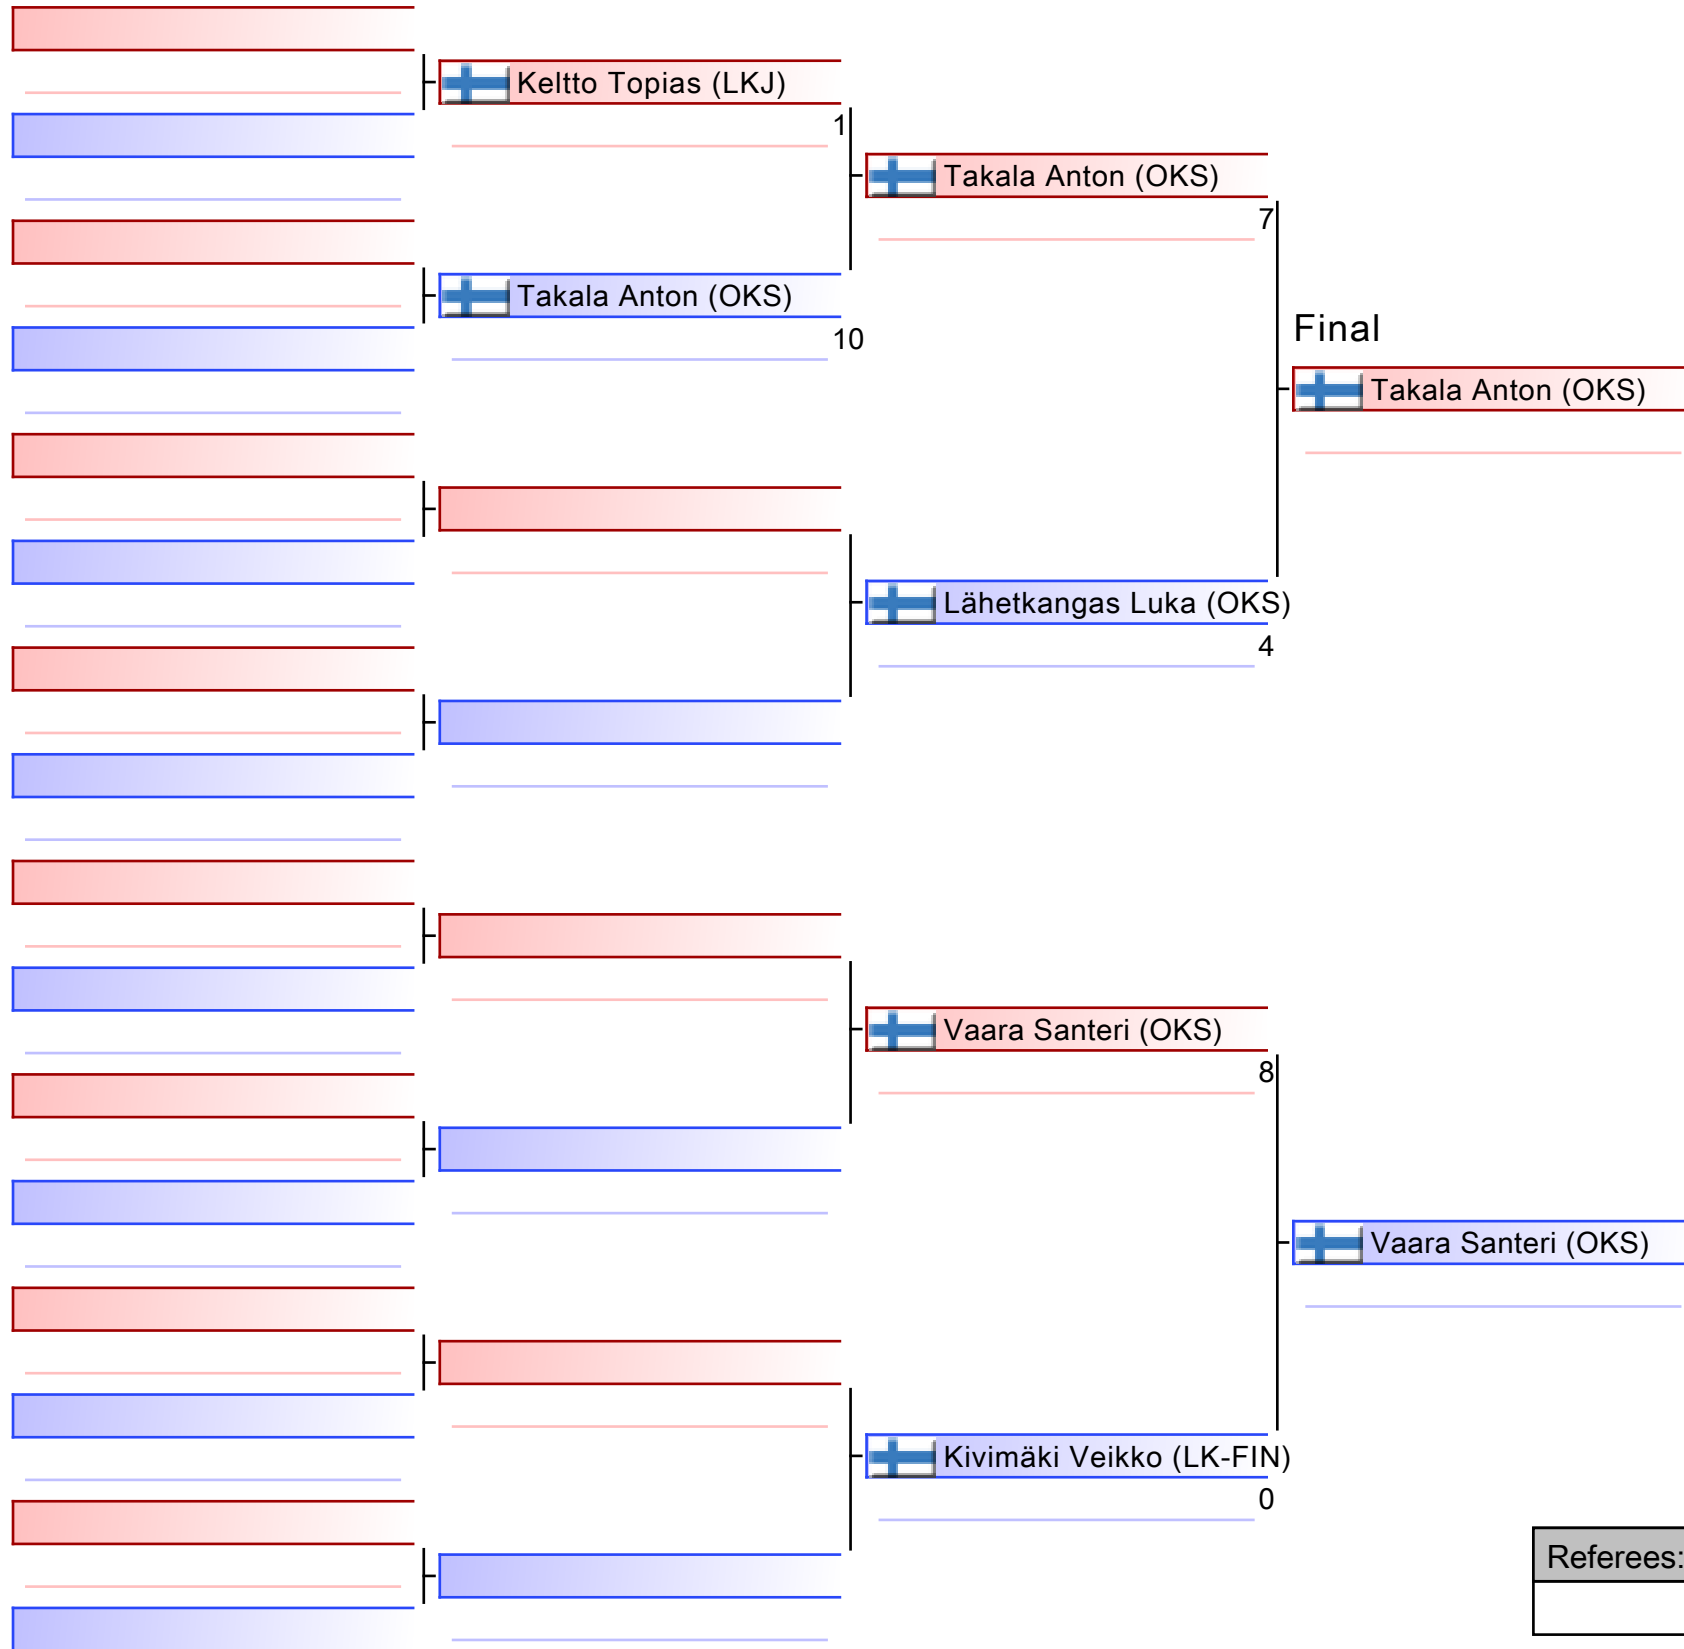 Keltto Topias (LKJ)
1
Takala Anton (OKS)
7
Takala Anton (OKS)
10
Final
Takala Anton (OKS)
Lähetkangas Luka (OKS)
4
Vaara Santeri (OKS)
8
Vaara Santeri (OKS)
Kivimäki Veikko (LK-FIN)
0
Referees: